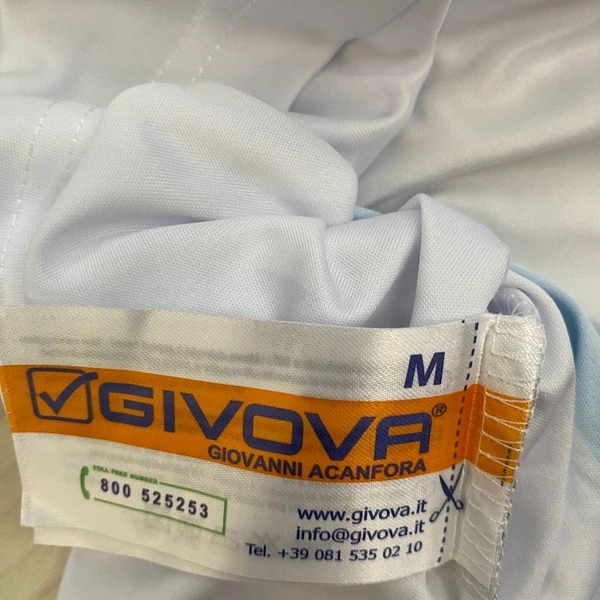 M
GIVOVA®
GIOVANNI ACANFORA
TOLL FREE NUMBER
800 525253
www.givova.it
info@givova.it
Tel. +39 081 535 02 10